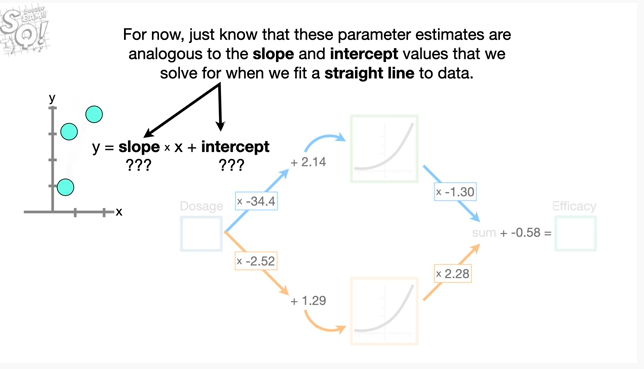 For now, just know that these parameter estimates are
analogous to the slope and intercept values that we
solve for when we fit a straight line to data.
y
y = slope x x + intercept
??? ???
x
+ 2.14
x -34.4
x -1.30
Dosage
Efficacy
sum + -0.58 =
x -2.52
x 2.28
+ 1.29